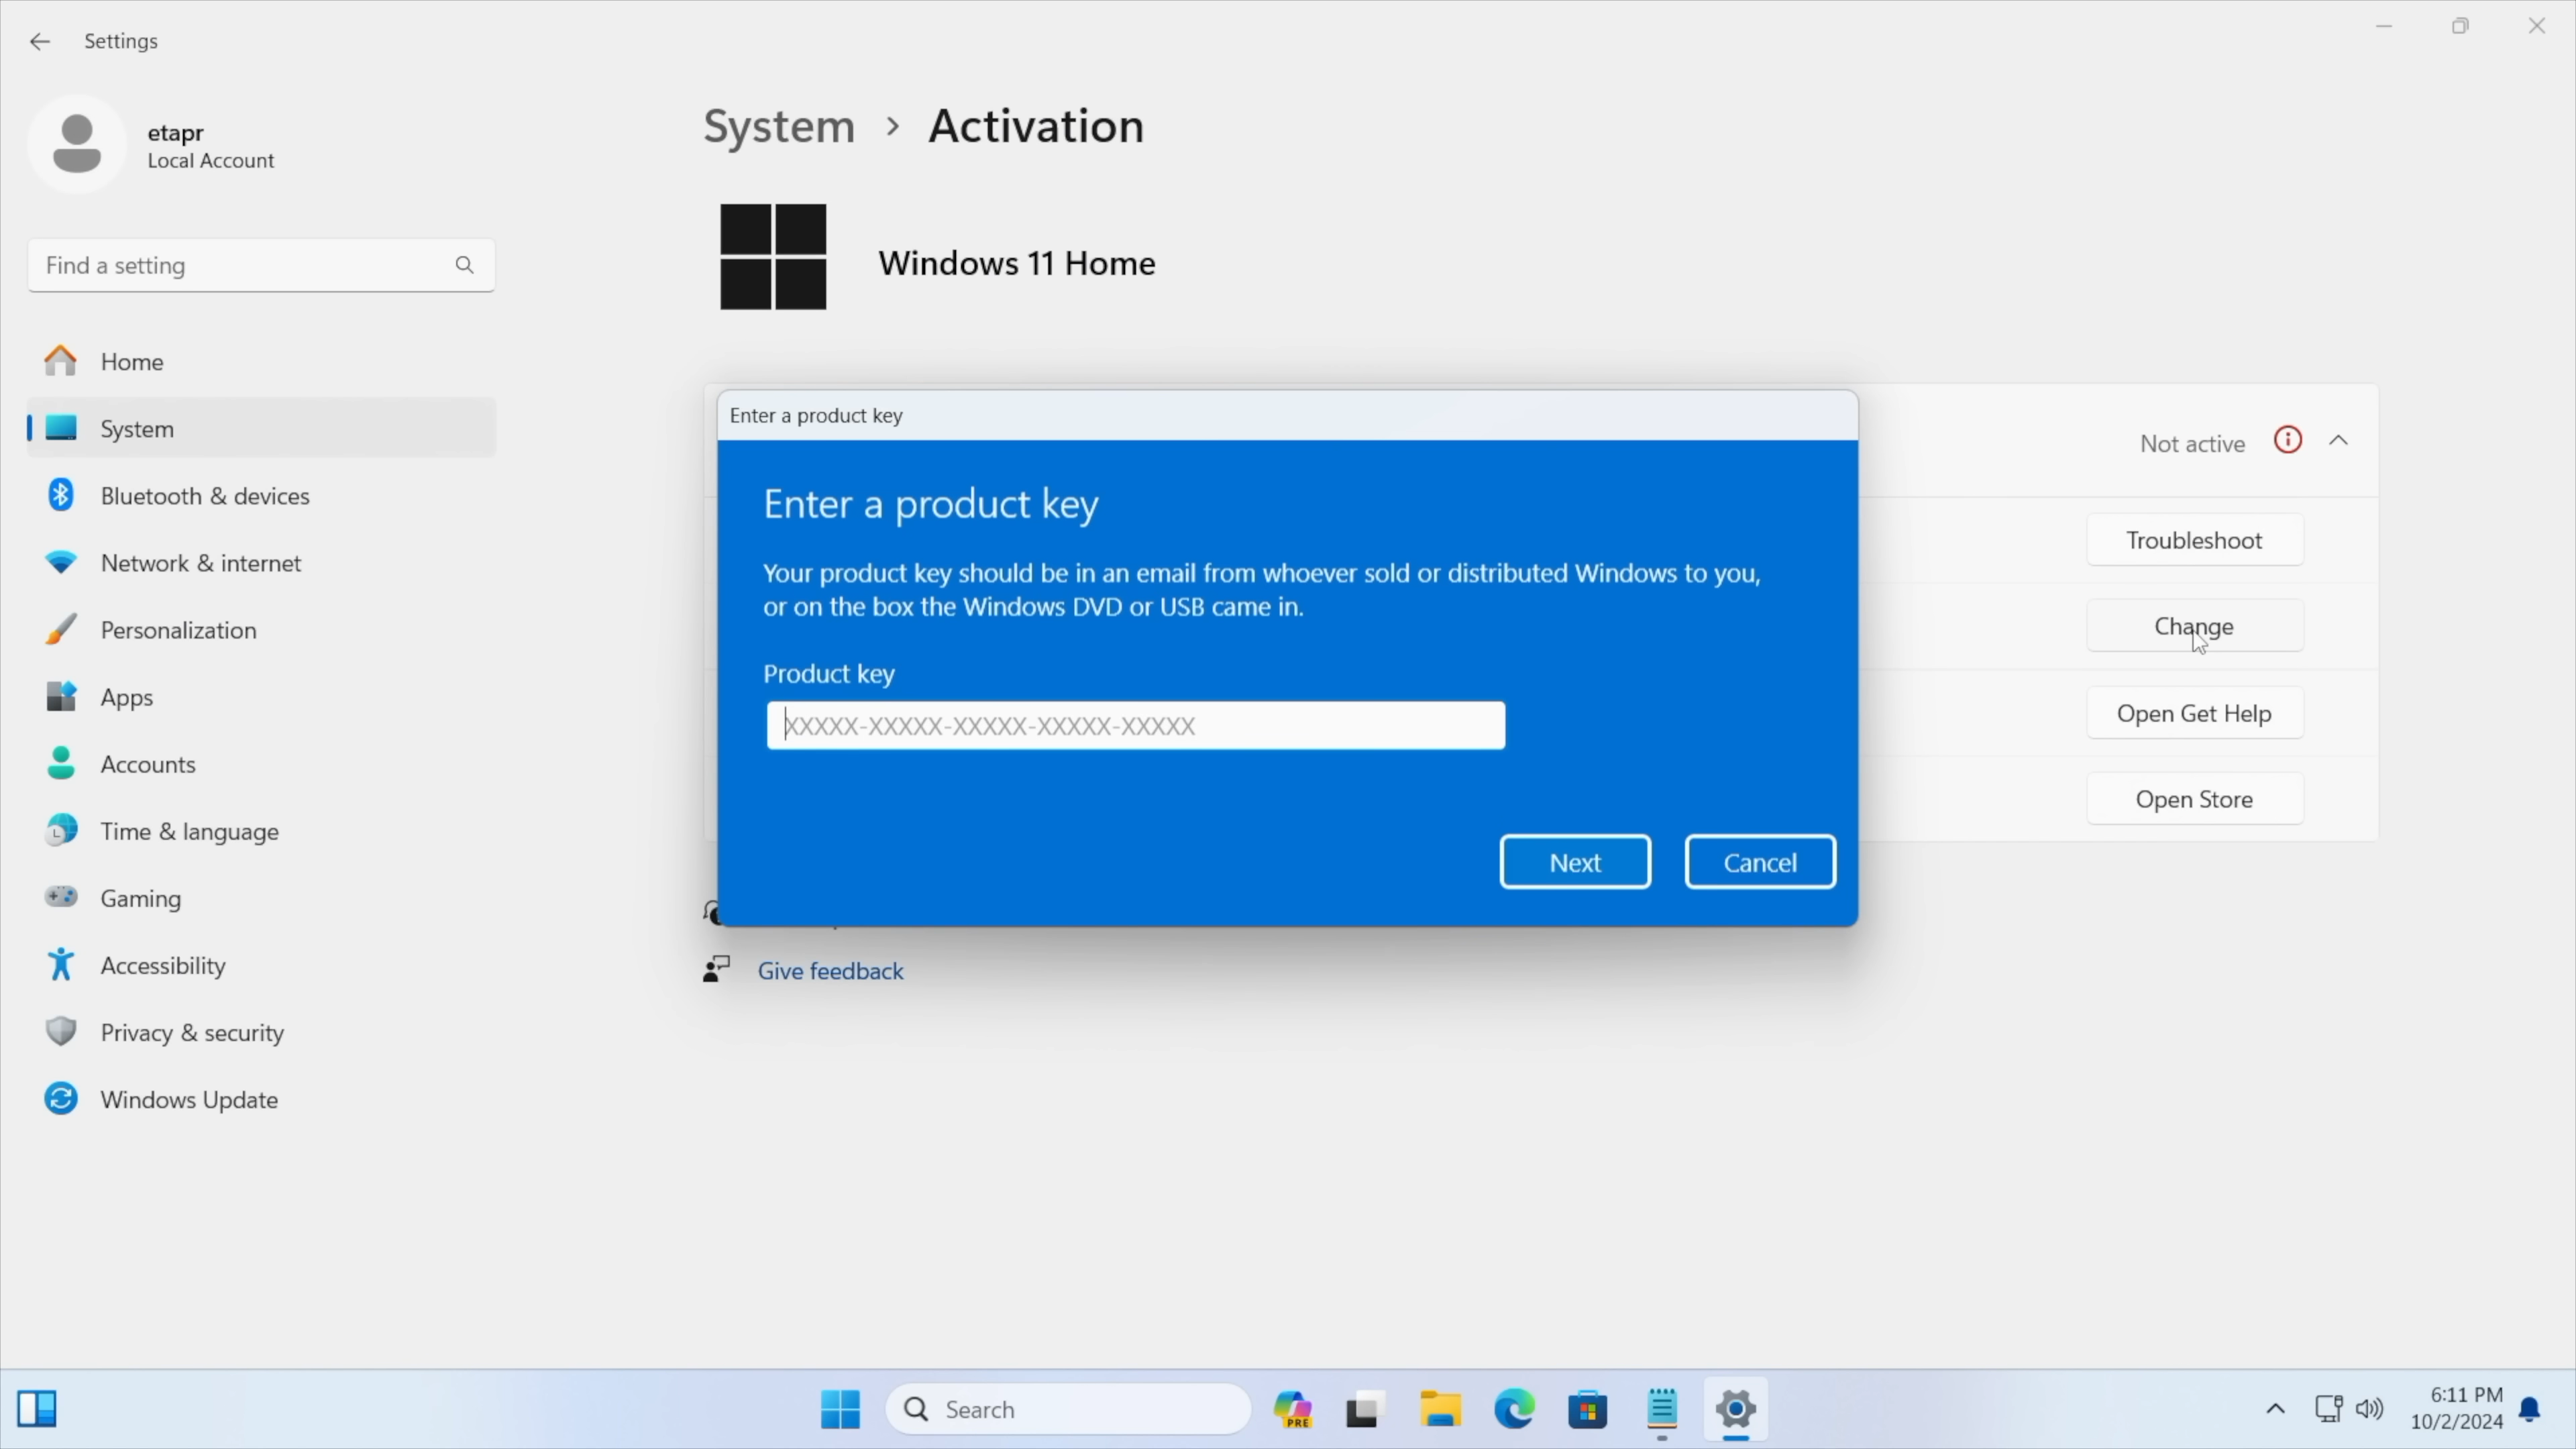 Settings
etapr
Local Account
Find a setting
Home
System
Bluetooth & devices
Network & internet
Personalization
Apps
Accounts
Time & language
Gaming
Accessibility
Privacy & security
Windows Update
System > Activation
Windows 11 Home
Not active
Troubleshoot
Change
Open Get Help
Open Store
Enter a product key
Enter a product key
Your product key should be in an email from whoever sold or distributed Windows to you,
or on the box the Windows DVD or USB came in.
Product key
XXXXX-XXXXX-XXXXX-XXXXX-XXXXX
Next
Cancel
Give feedback
Search
PRE
6:11 PM
10/2/2024